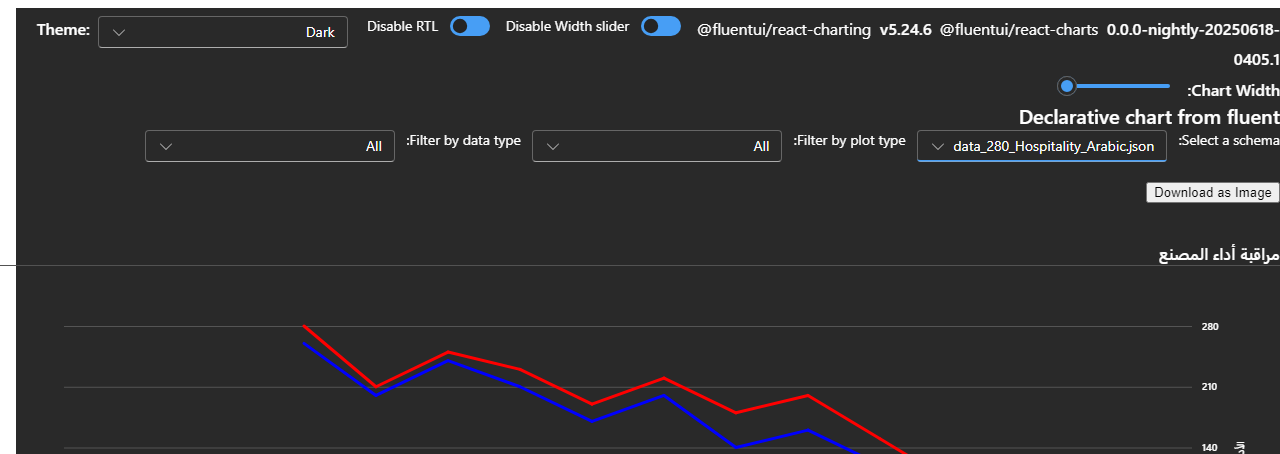 Theme: Dark Disable RTL Disable Width slider @fluentui/react-charting v5.24.6 @fluentui/react-charts 0.0.0-nightly-20250618-
0405.1
:Chart Width
Declarative chart from fluent
:Select a schema data_280_Hospitality_Arabic.json :Filter by plot type All :Filter by data type All
Download as Image
مراقبة أداء المصنع
280
210
140